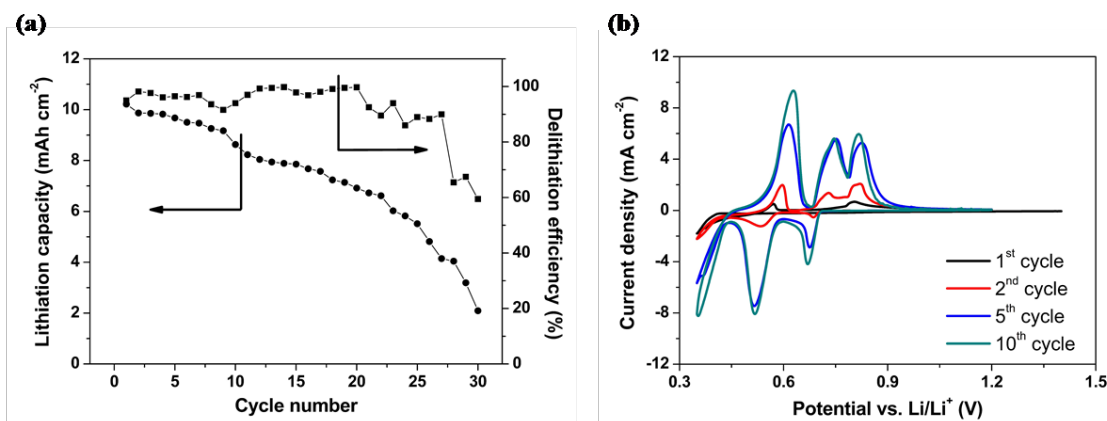 (a)
12
10
8
6
4
2
0
Lithiation capacity (mAh cm⁻²)
0 5 10 15 20 25 30
Cycle number
100
80
60
40
20
0
Delithiation efficiency (%)
(b)
12
8
4
0
-4
-8
-12
Current density (mA cm⁻²)
0.3 0.6 0.9 1.2 1.5
Potential vs. Li/Li⁺ (V)
1ˢᵗ cycle
2ⁿᵈ cycle
5ᵗʰ cycle
10ᵗʰ cycle